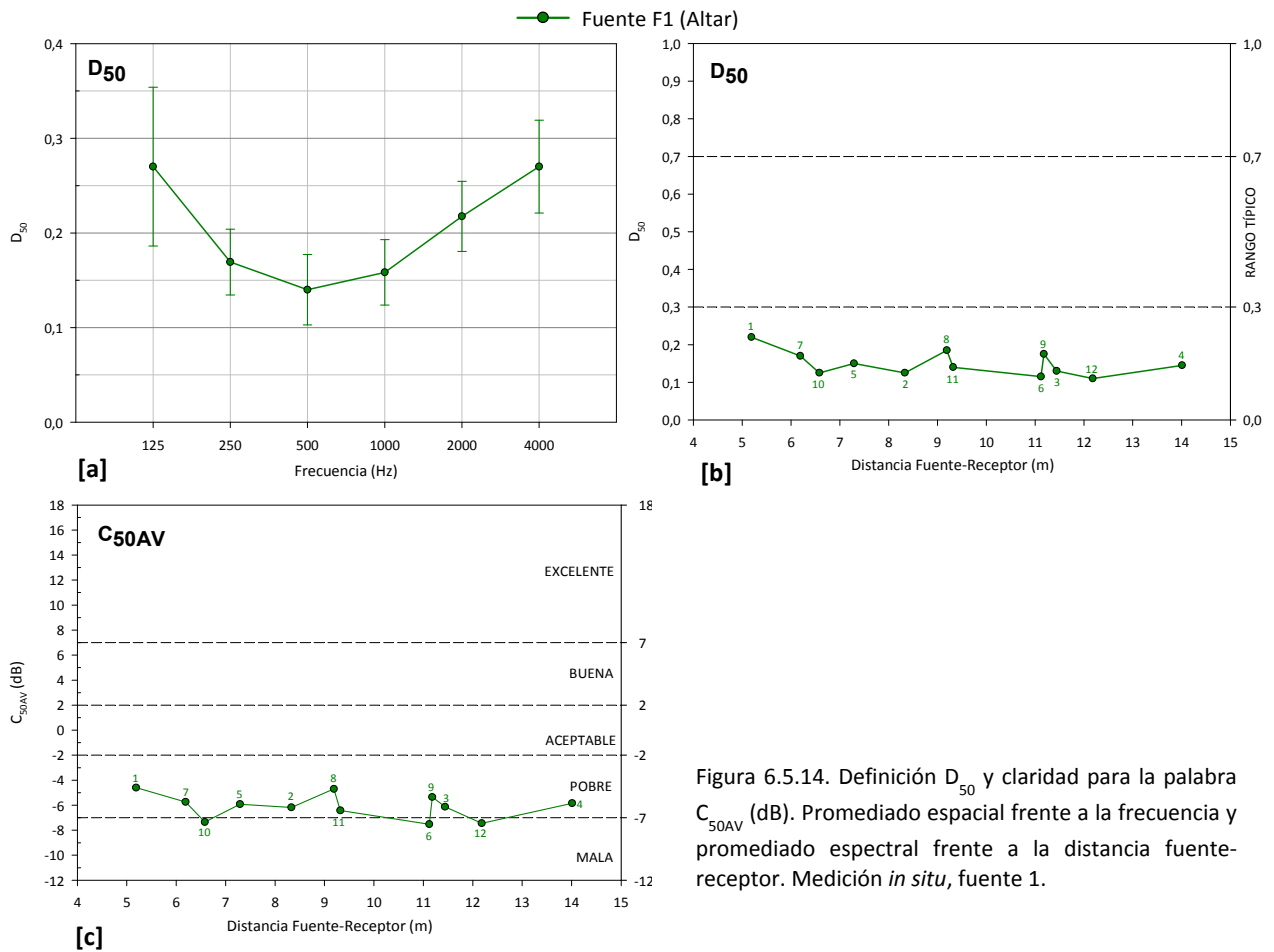 Fuente F1 (Altar)
D50
0,4
0,3
0,2
0,1
0,0
D50
125 250 500 1000 2000 4000
Frecuencia (Hz)
[a]
D50
1,0
0,9
0,8
0,7
0,6
0,5
0,4
0,3
0,2
0,1
0,0
D50
1 7 10 5 2 8 11 6 9 3 12 4
1,0
0,7
0,3
0,0
RANGO TÍPICO
4 5 6 7 8 9 10 11 12 13 14 15
Distancia Fuente-Receptor (m)
[b]
C50AV
18
16
14
12
10
8
6
4
2
0
-2
-4
-6
-8
-10
-12
C50AV (dB)
EXCELENTE
BUENA
ACEPTABLE
POBRE
MALA
1 7 10 5 2 8 11 6 9 3 12 4
18
7
2
-2
-7
-12
4 5 6 7 8 9 10 11 12 13 14 15
Distancia Fuente-Receptor (m)
[c]
Figura 6.5.14. Definición D50 y claridad para la palabra
C50AV (dB). Promediado espacial frente a la frecuencia y
promediado espectral frente a la distancia fuente-
receptor. Medición in situ, fuente 1.